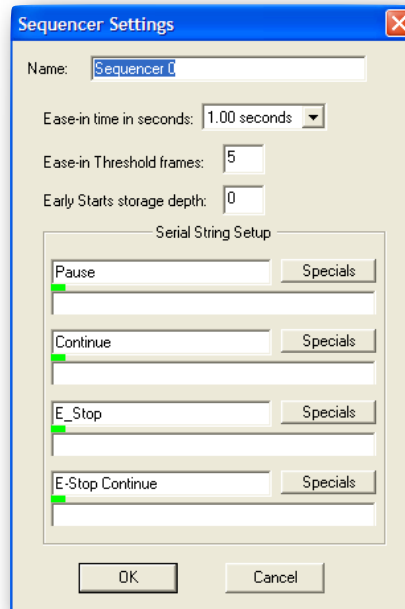 Sequencer Settings
Name: Sequencer 0
Ease-in time in seconds: 1.00 seconds
Ease-in Threshold frames: 5
Early Starts storage depth: 0
Serial String Setup
Pause Specials
Continue Specials
E_Stop Specials
E-Stop Continue Specials
OK Cancel